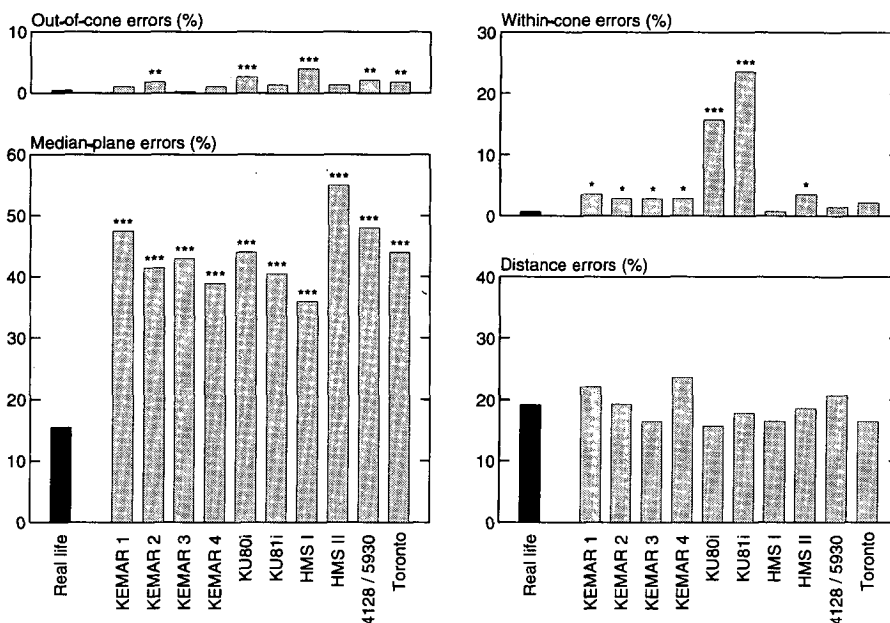 Out-of-cone errors (%)
10
0
** *** *** ** **
Median-plane errors (%)
60
50
40
30
20
10
0
*** *** *** *** *** *** *** *** *** ***
Real life
KEMAR 1
KEMAR 2
KEMAR 3
KEMAR 4
KU80i
KU81i
HMS I
HMS II
4128 / 5930
Toronto
Within-cone errors (%)
30
20
10
0
* * * * *** *** *
Distance errors (%)
40
30
20
10
0
Real life
KEMAR 1
KEMAR 2
KEMAR 3
KEMAR 4
KU80i
KU81i
HMS I
HMS II
4128 / 5930
Toronto